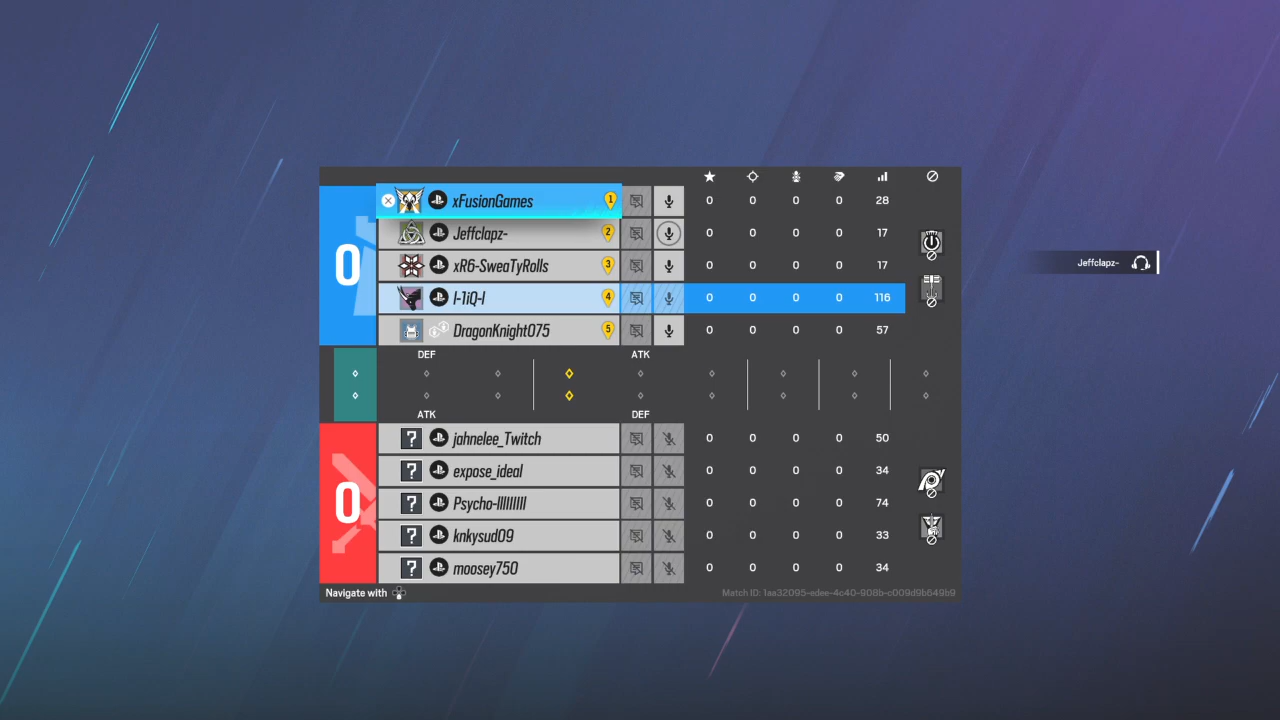 xFusionGames 1 0 0 0 0 28
0 Jeffclapz- 2 0 0 0 0 17
xR6-SweaTyRolls 3 0 0 0 0 17
I-1iQ-I 4 0 0 0 0 116
DragonKnight075 5 0 0 0 0 57
Jeffclapz-
DEF ATK
ATK DEF
? jahnelee_Twitch 0 0 0 0 50
? expose_ideal 0 0 0 0 34
0 ? Psycho-IIIIIIIII 0 0 0 0 74
? knkysud09 0 0 0 0 33
? moosey750 0 0 0 0 34
Navigate with
Match ID: 1aa32095-edee-4c40-908b-c009d9b649b9